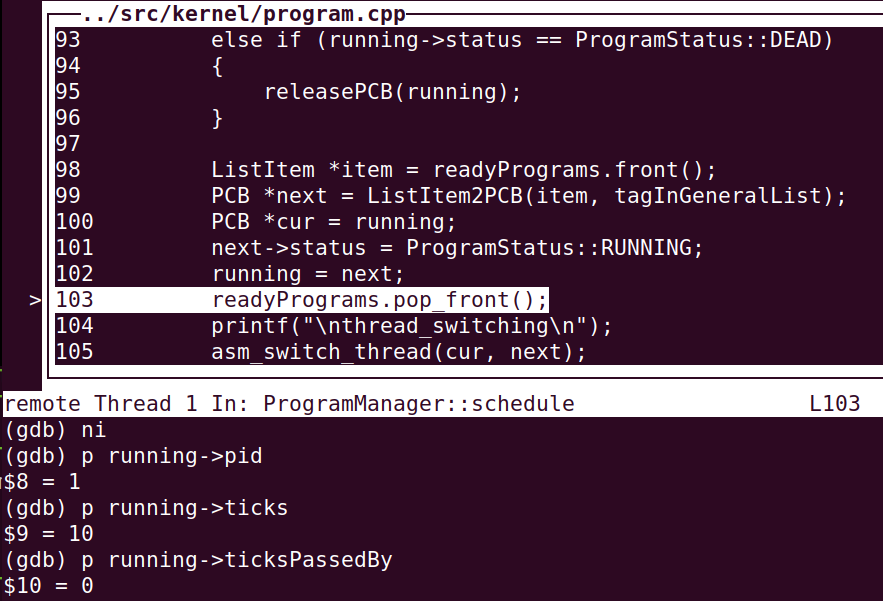 ../src/kernel/program.cpp
93          else if (running->status == ProgramStatus::DEAD)
94          {
95              releasePCB(running);
96          }
97
98          ListItem *item = readyPrograms.front();
99          PCB *next = ListItem2PCB(item, tagInGeneralList);
100         PCB *cur = running;
101         next->status = ProgramStatus::RUNNING;
102         running = next;
>103         readyPrograms.pop_front();
104         printf("\nthread_switching\n");
105         asm_switch_thread(cur, next);
remote Thread 1 In: ProgramManager::schedule                  L103
(gdb) ni
(gdb) p running->pid
$8 = 1
(gdb) p running->ticks
$9 = 10
(gdb) p running->ticksPassedBy
$10 = 0